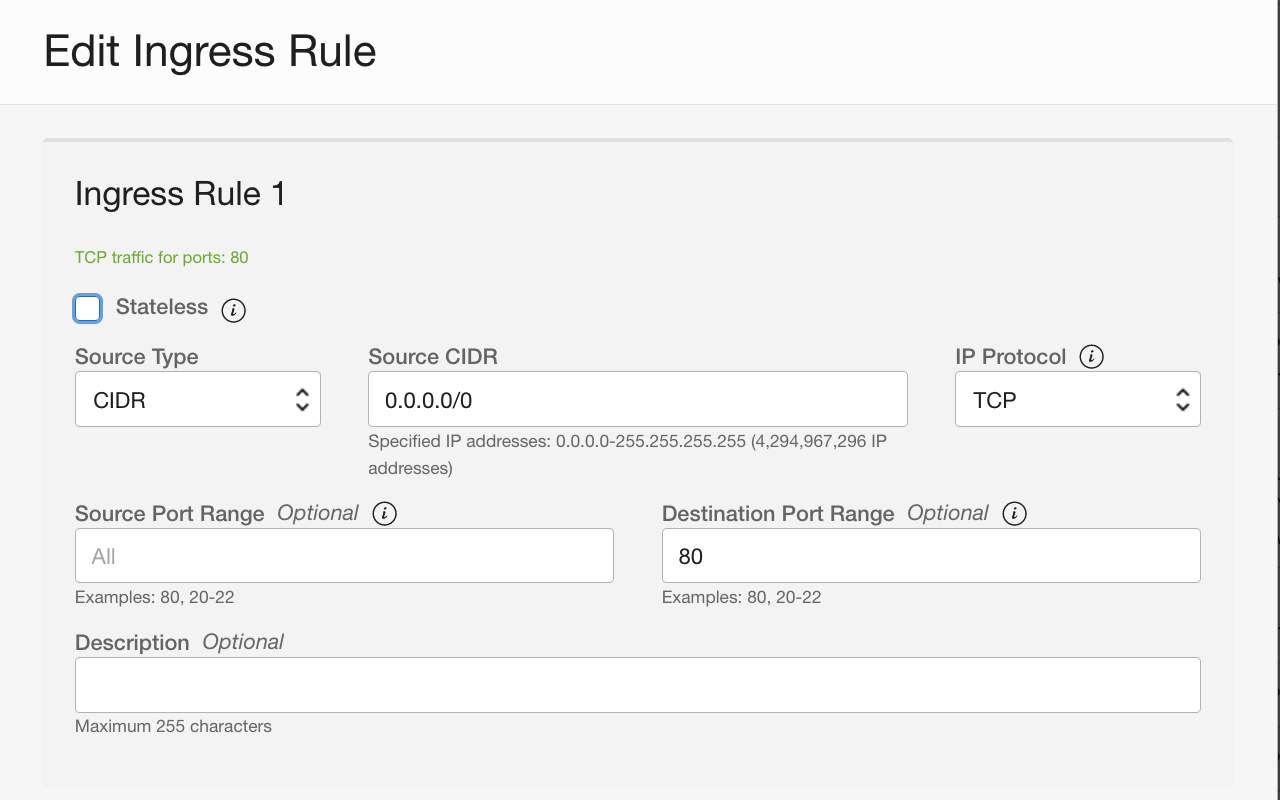 Edit Ingress Rule
Ingress Rule 1
TCP traffic for ports: 80
Stateless i
Source Type
CIDR
Source CIDR
0.0.0.0/0
Specified IP addresses: 0.0.0.0-255.255.255.255 (4,294,967,296 IP
addresses)
IP Protocol i
TCP
Source Port Range Optional i
All
Examples: 80, 20-22
Destination Port Range Optional i
80
Examples: 80, 20-22
Description Optional
Maximum 255 characters